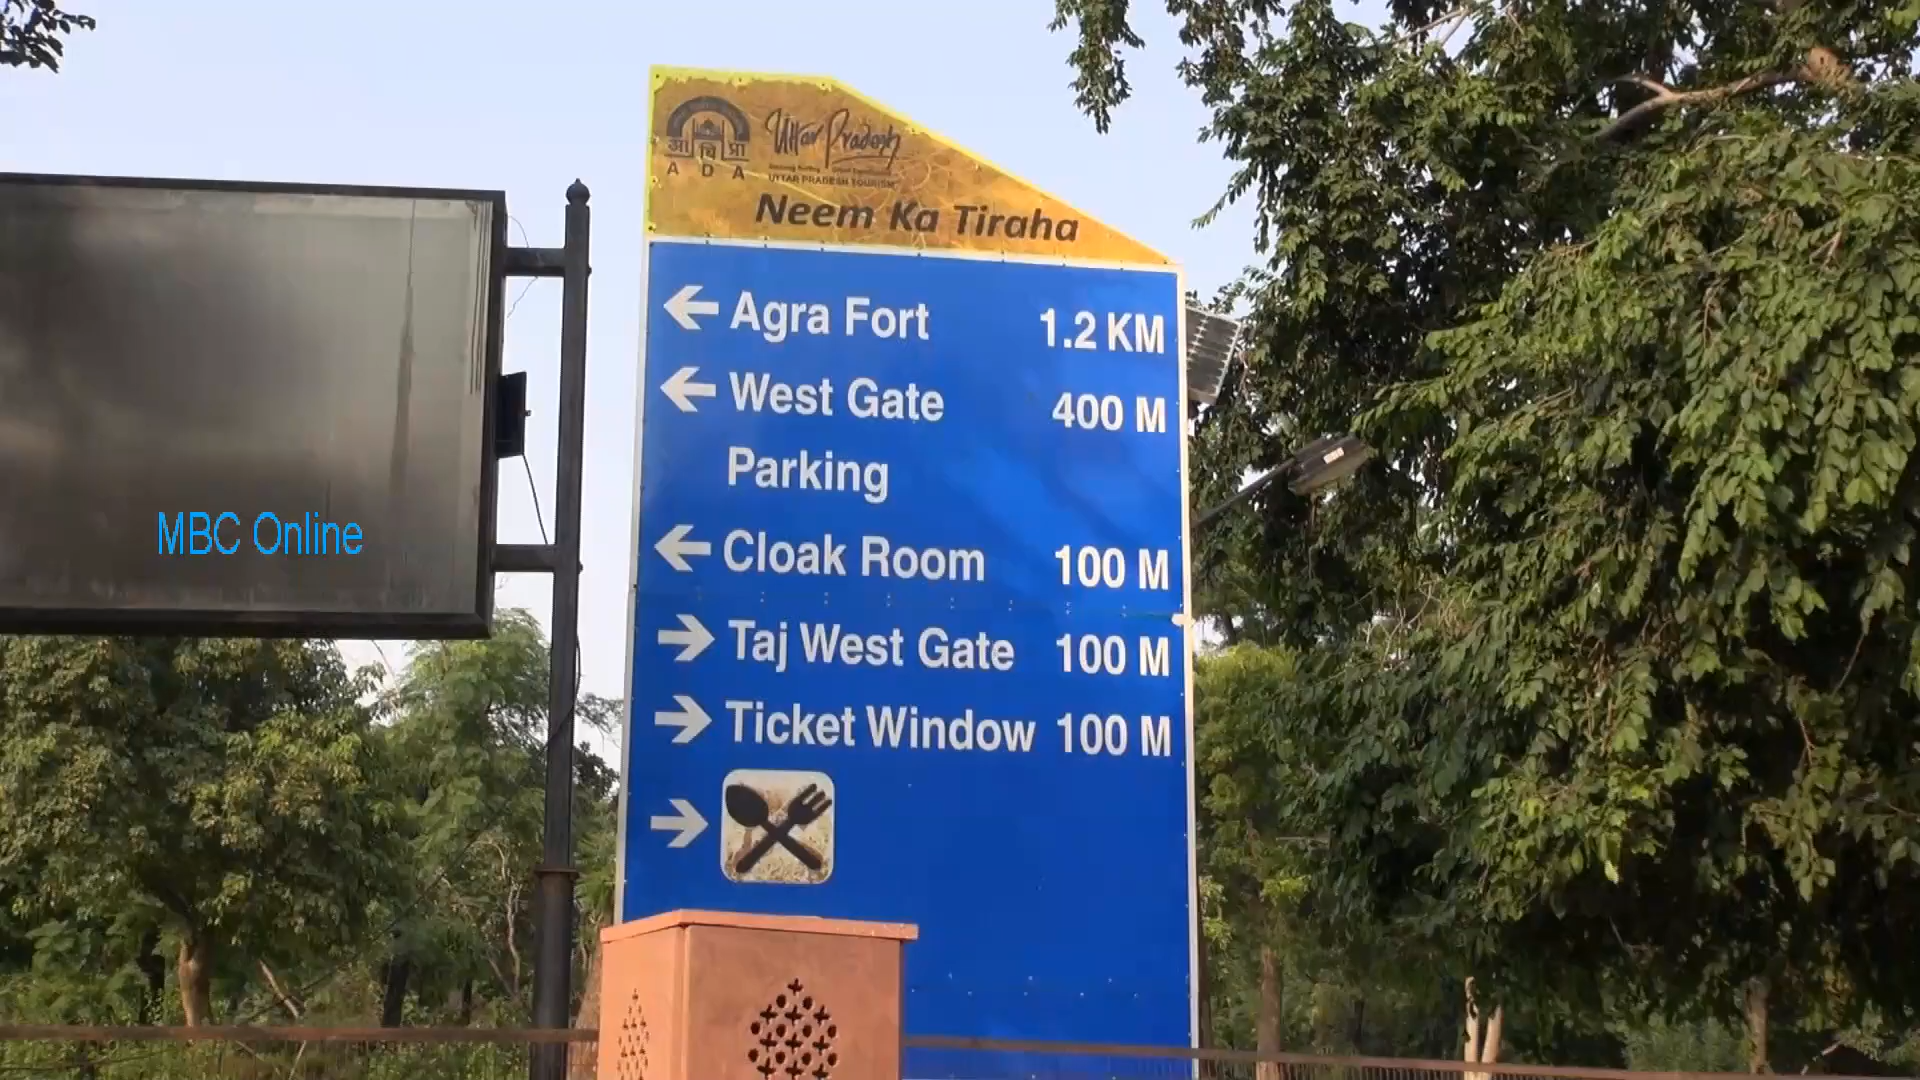 आ वि प्रा
A D A
Uttar Pradesh
UTTAR PRADESH TOURISM
Neem Ka Tiraha
Agra Fort 1.2 KM
West Gate 400 M
Parking
Cloak Room 100 M
Taj West Gate 100 M
Ticket Window 100 M
MBC Online